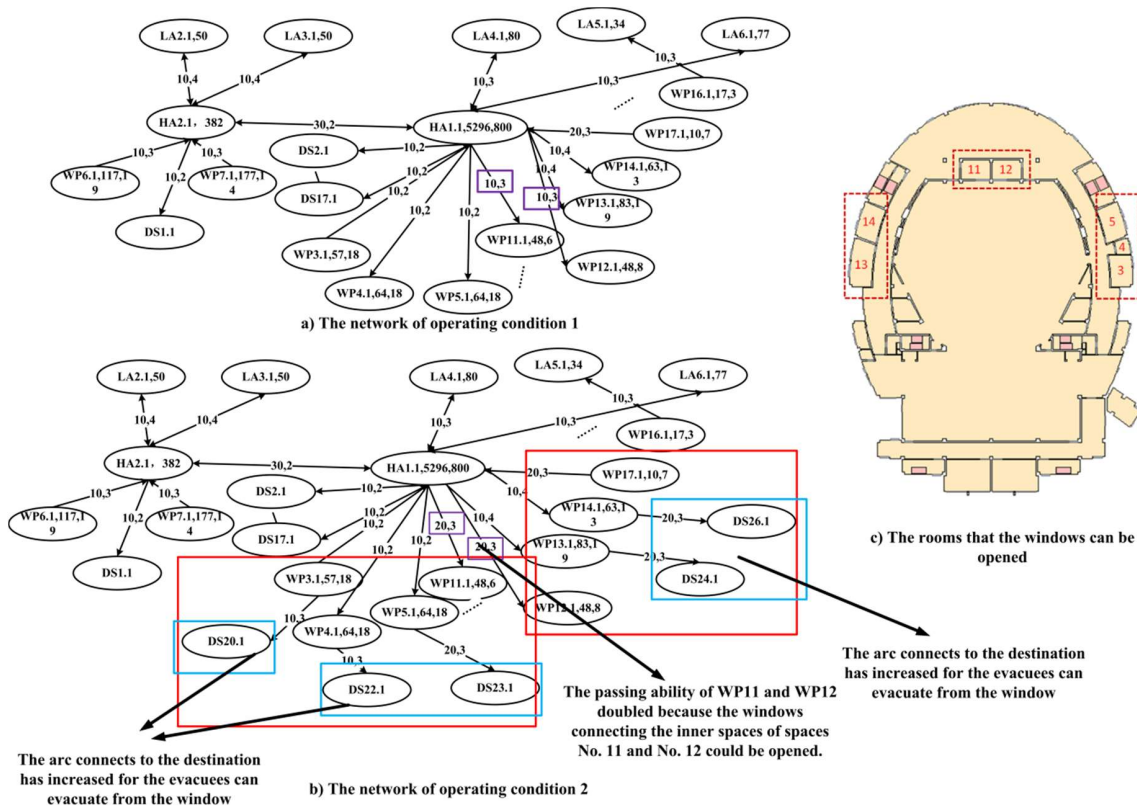 LA2.1,50
LA3.1,50
LA4.1,80
LA5.1,34
LA6.1,77
10,4
10,4
10,3
10,3
10,3
WP16.1,17,3
HA2.1, 382
30,2
HA1.1,5296,800
20,3
WP17.1,10,7
DS2.1
10,2
10,4
10,4
WP14.1,63,1
3
10,3
10,3
10,2
WP6.1,117,1
9
WP7.1,177,1
4
10,2
DS17.1
10,2
10,3
10,3
WP13.1,83,1
9
DS1.1
10,2
10,2
WP3.1,57,18
WP11.1,48,6
WP4.1,64,18
WP5.1,64,18
WP12.1,48,8
a) The network of operating condition 1
LA2.1,50
LA3.1,50
LA4.1,80
LA5.1,34
LA6.1,77
10,4
10,4
10,3
10,3
10,3
WP16.1,17,3
HA2.1, 382
30,2
HA1.1,5296,800
20,3
WP17.1,10,7
DS2.1
10,2
10,4
WP14.1,63,1
3
20,3
DS26.1
10,3
10,3
10,2
WP6.1,117,1
9
WP7.1,177,1
4
DS17.1
10,2
10,2
10,2
20,3
10,4
20,3
WP13.1,83,1
9
20,3
DS24.1
DS1.1
WP3.1,57,18
WP11.1,48,6
WP4.1,64,18
WP5.1,64,18
WP12.1,48,8
10,3
DS20.1
10,3
20,3
DS22.1
DS23.1
The arc connects to the destination
has increased for the evacuees can
evacuate from the window
The passing ability of WP11 and WP12
doubled because the windows
connecting the inner spaces of spaces
No. 11 and No. 12 could be opened.
b) The network of operating condition 2
11
12
14
13
5
4
3
c) The rooms that the windows can be
opened
The arc connects to the destination
has increased for the evacuees can
evacuate from the window